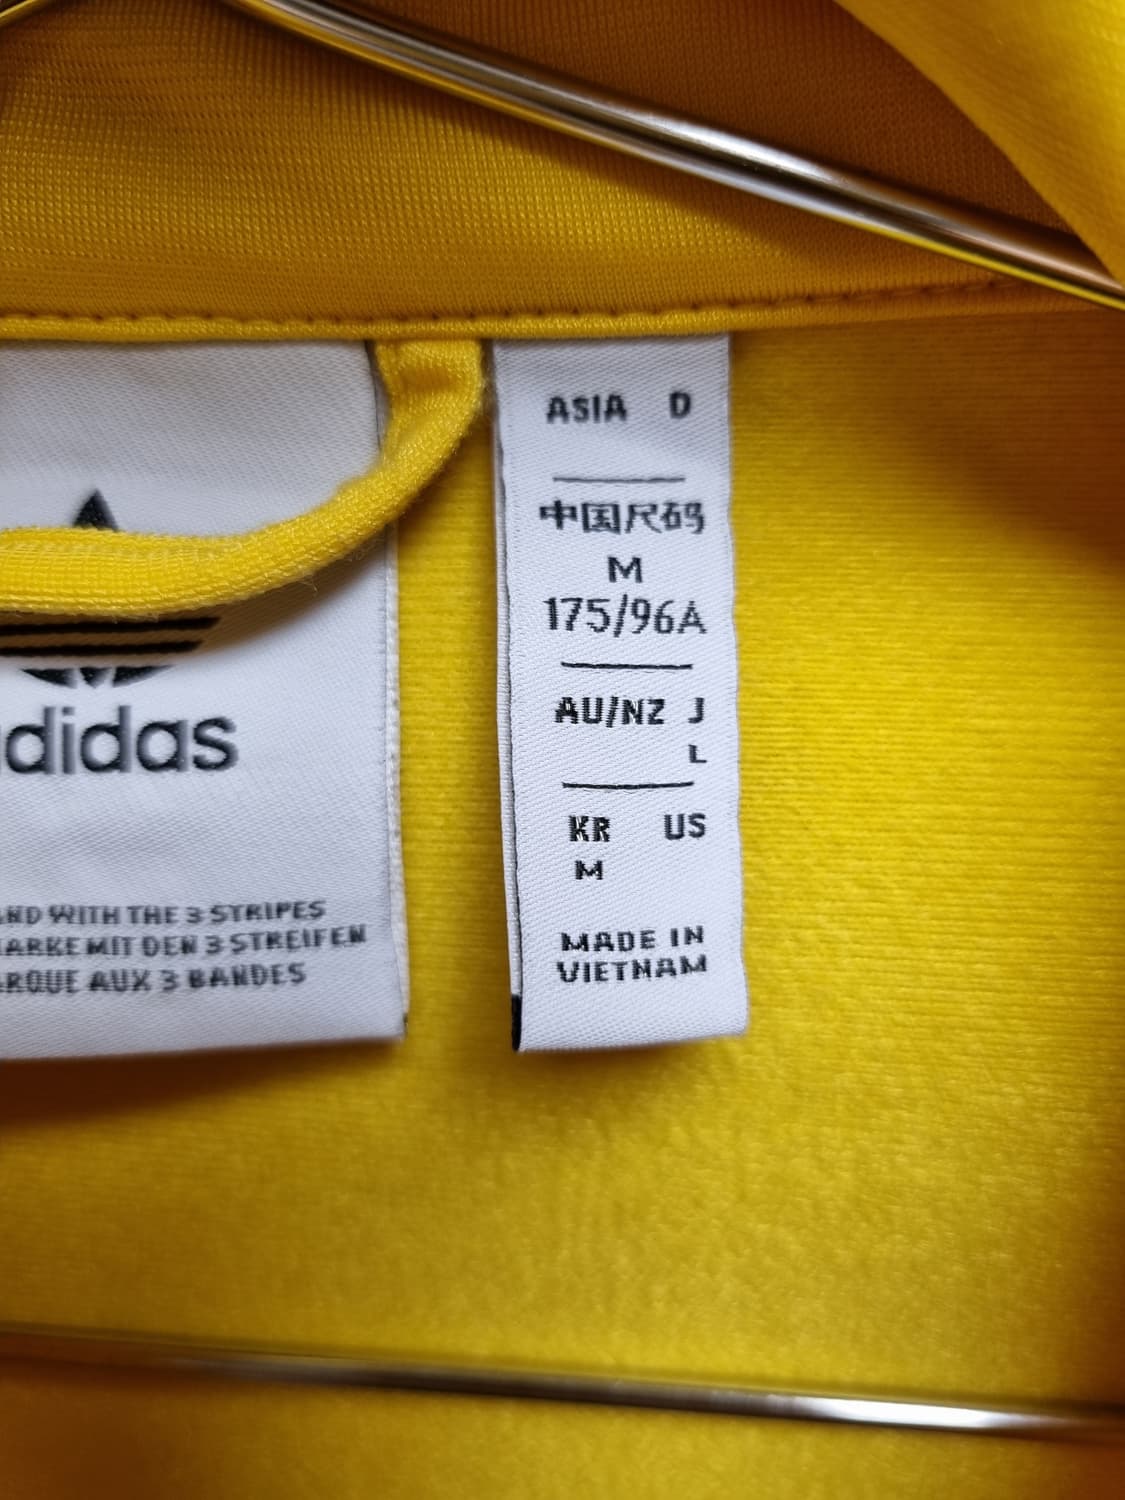 adidas
AND WITH THE 3 STRIPES
ARKE MIT DEN 3 STREIFEN
ARQUE AUX 3 BANDES
ASIA D
中国尺码
M
175/96A
AU/NZ J
L
KR US
M
MADE IN
VIETNAM